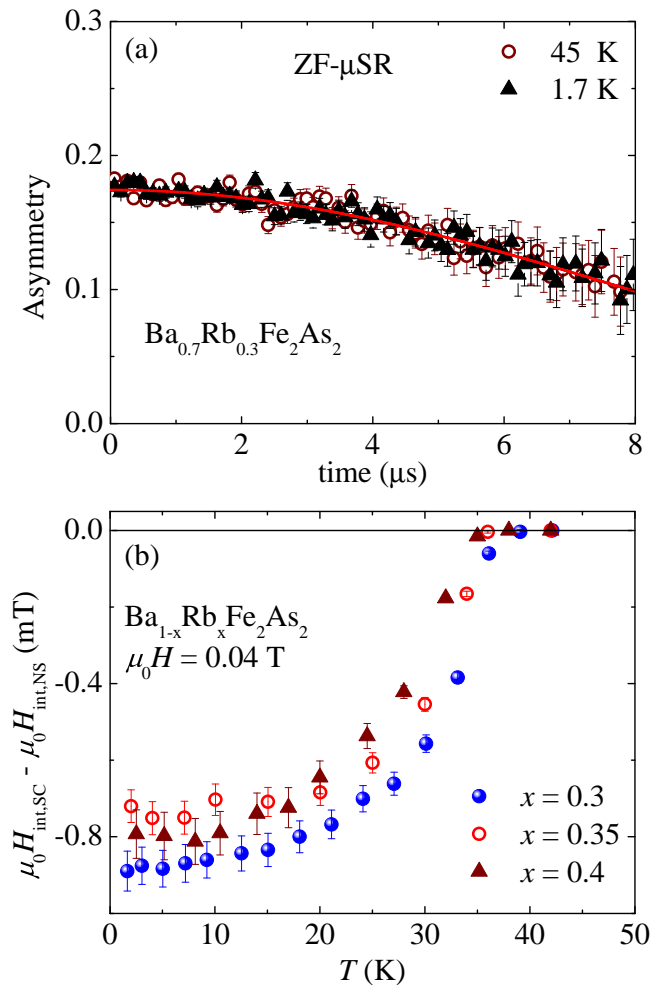 (a)
ZF-μSR
45 K
1.7 K
Asymmetry
0.3
0.2
0.1
0.0
Ba0.7Rb0.3Fe2As2
0 2 4 6 8
time (μs)
(b)
Ba1-xRbxFe2As2
μ0H = 0.04 T
μ0Hint,SC - μ0Hint,NS (mT)
0.0
-0.4
-0.8
x = 0.3
x = 0.35
x = 0.4
0 10 20 30 40 50
T (K)